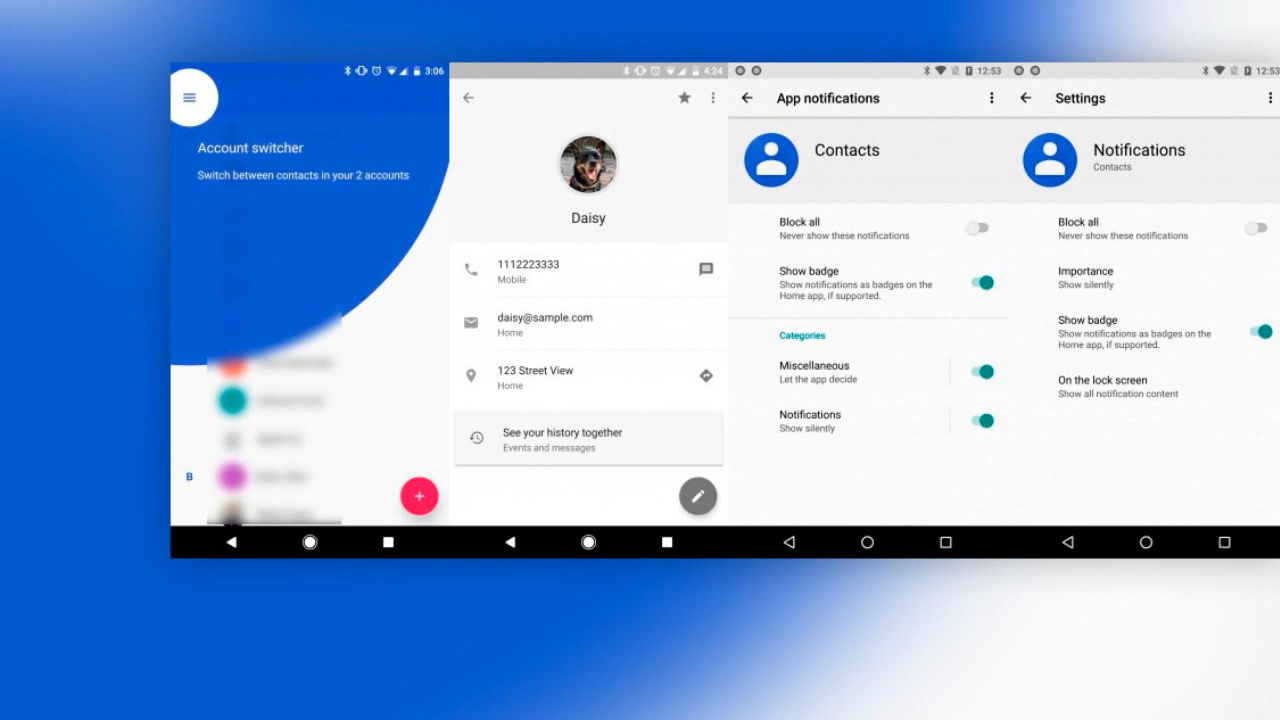 3:06
Account switcher
Switch between contacts in your 2 accounts
B
4:24
Daisy
1112223333
Mobile
daisy@sample.com
Home
123 Street View
Home
See your history together
Events and messages
12:53
App notifications
Contacts
Block all
Never show these notifications
Show badge
Show notifications as badges on the
Home app, if supported.
Categories
Miscellaneous
Let the app decide
Notifications
Show silently
12:53
Settings
Notifications
Contacts
Block all
Never show these notifications
Importance
Show silently
Show badge
Show notifications as badges on the
Home app, if supported.
On the lock screen
Show all notification content